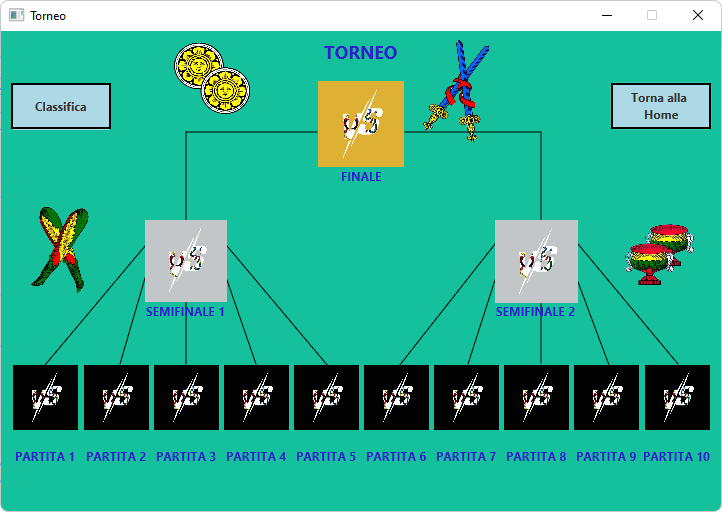 Torneo
TORNEO
Classifica
Torna alla
Home
VS
FINALE
VS
VS
SEMIFINALE 1
SEMIFINALE 2
VS
VS
VS
VS
VS
VS
VS
VS
VS
VS
PARTITA 1
PARTITA 2
PARTITA 3
PARTITA 4
PARTITA 5
PARTITA 6
PARTITA 7
PARTITA 8
PARTITA 9
PARTITA 10